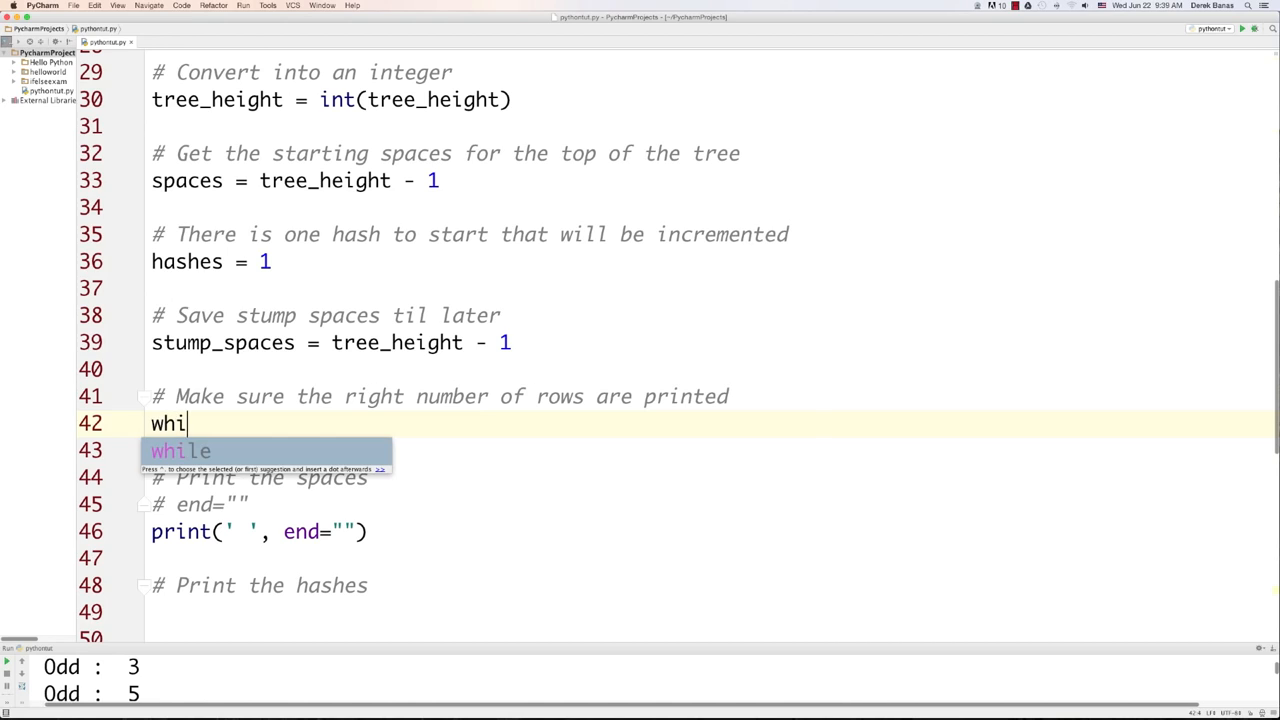 PyCharm File Edit View Navigate Code Refactor Run Tools VCS Window Help 10 Wed Jun 22 9:39 AM Derek Banas
pythontut.py - PycharmProjects - [~/PycharmProjects]
PycharmProjects pythontut.py pythontut
pythontut.py
PycharmProject
Hello Python
helloworld
ifelseexam
pythontut.py
External Librarie
28
29 # Convert into an integer
30 tree_height = int(tree_height)
31
32 # Get the starting spaces for the top of the tree
33 spaces = tree_height - 1
34
35 # There is one hash to start that will be incremented
36 hashes = 1
37
38 # Save stump spaces til later
39 stump_spaces = tree_height - 1
40
41 # Make sure the right number of rows are printed
42 whi
43 while
Press ^. to choose the selected (or first) suggestion and insert a dot afterwards >>
44 # Print the spaces
45 # end=""
46 print(' ', end="")
47
48 # Print the hashes
49
50
Run pythontut
Odd : 3
Odd : 5
42:4 LF÷ UTF-8÷